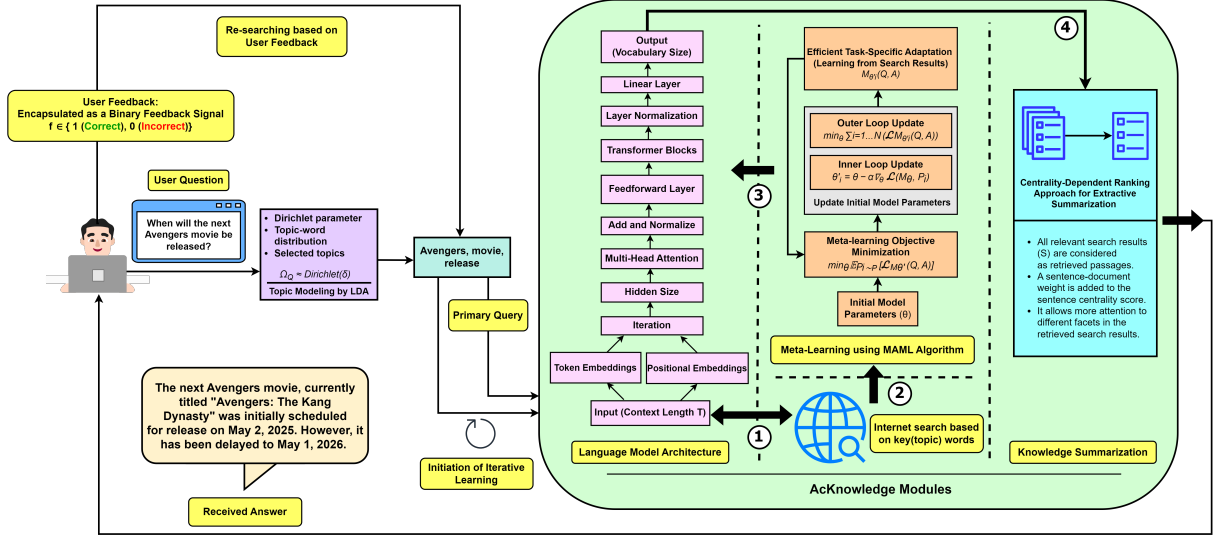 Re-searching based on
User Feedback
User Feedback:
Encapsulated as a Binary Feedback Signal
f ∈ { 1 (Correct), 0 (Incorrect)}
User Question
When will the next
Avengers movie be
released?
• Dirichlet parameter
• Topic-word
distribution
• Selected topics
Ω_Q ≈ Dirichlet(δ)
Topic Modeling by LDA
Avengers, movie,
release
Primary Query
Initiation of Iterative
Learning
The next Avengers movie, currently
titled "Avengers: The Kang
Dynasty" was initially scheduled
for release on May 2, 2025. However, it
has been delayed to May 1, 2026.
Received Answer
Output
(Vocabulary Size)
Linear Layer
Layer Normalization
Transformer Blocks
Feedforward Layer
Add and Normalize
Multi-Head Attention
Hidden Size
Iteration
Token Embeddings
Positional Embeddings
Input (Context Length T)
Language Model Architecture
1
Efficient Task-Specific Adaptation
(Learning from Search Results)
M_θ'i(Q, A)
Outer Loop Update
min_θ ∑i=1...N (ℒM_θ'i(Q, A))
Inner Loop Update
θ'_i = θ − α∇_θ ℒ(M_θ, P_i)
Update Initial Model Parameters
3
Meta-learning Objective
Minimization
min_θ 𝔼_Pi∼P [ℒ_Mθ'(Q, A)]
Initial Model
Parameters (θ)
Meta-Learning using MAML Algorithm
2
Internet search based
on key(topic) words
4
Centrality-Dependent Ranking
Approach for Extractive
Summarization
• All relevant search results
(S) are considered
as retrieved passages.
• A sentence-document
weight is added to the
sentence centrality score.
• It allows more attention to
different facets in the
retrieved search results.
Knowledge Summarization
AcKnowledge Modules